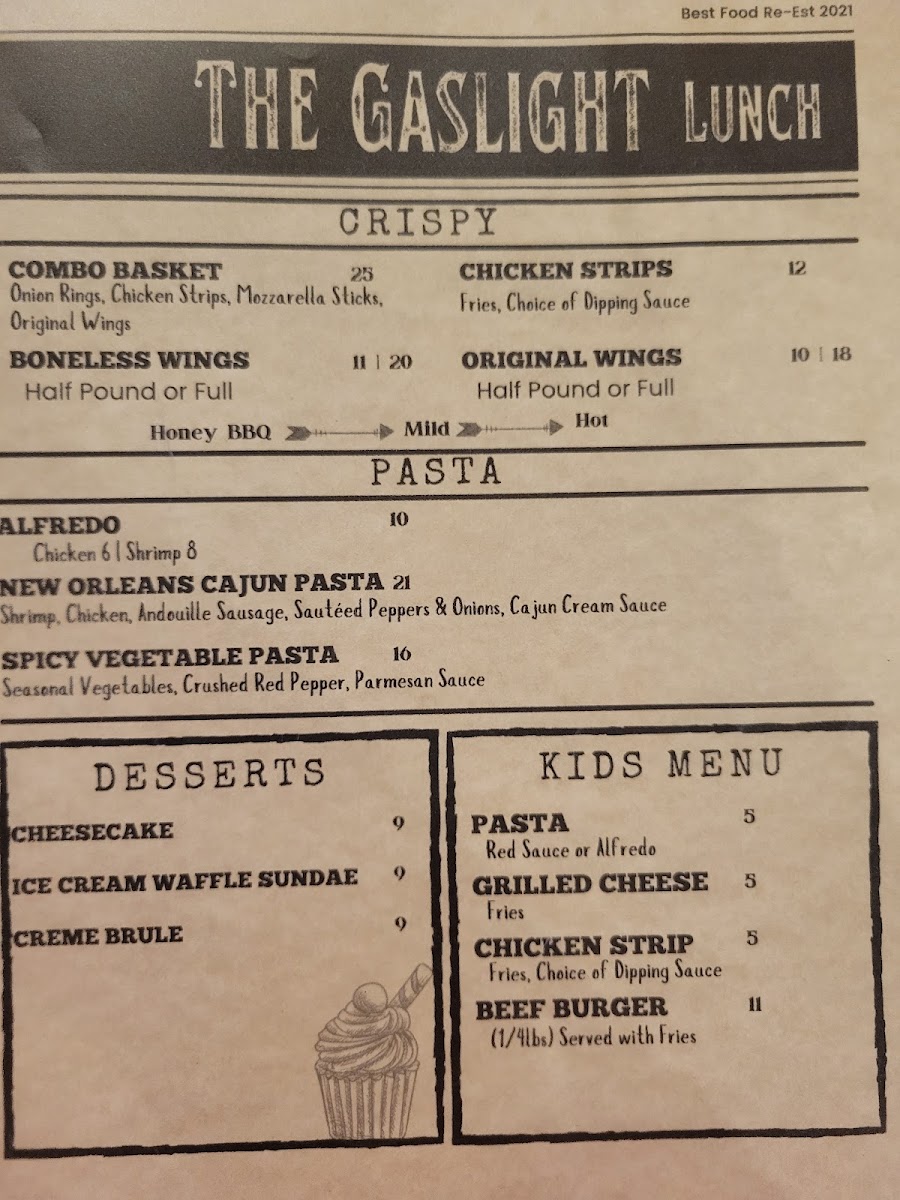 Best Food Re-Est 2021
THE GASLIGHT LUNCH
CRISPY
COMBO BASKET 25
Onion Rings, Chicken Strips, Mozzarella Sticks,
Original Wings
CHICKEN STRIPS 12
Fries, Choice of Dipping Sauce
BONELESS WINGS 11 | 20
Half Pound or Full
ORIGINAL WINGS 10 | 18
Half Pound or Full
Honey BBQ Mild Hot
PASTA
ALFREDO 10
Chicken 6 | Shrimp 8
NEW ORLEANS CAJUN PASTA 21
Shrimp, Chicken, Andouille Sausage, Sautéed Peppers & Onions, Cajun Cream Sauce
SPICY VEGETABLE PASTA 16
Seasonal Vegetables, Crushed Red Pepper, Parmesan Sauce
DESSERTS
CHEESECAKE 9
ICE CREAM WAFFLE SUNDAE 9
CREME BRULE 9
KIDS MENU
PASTA 5
Red Sauce or Alfredo
GRILLED CHEESE 5
Fries
CHICKEN STRIP 5
Fries, Choice of Dipping Sauce
BEEF BURGER 11
(1/4lbs) Served with Fries